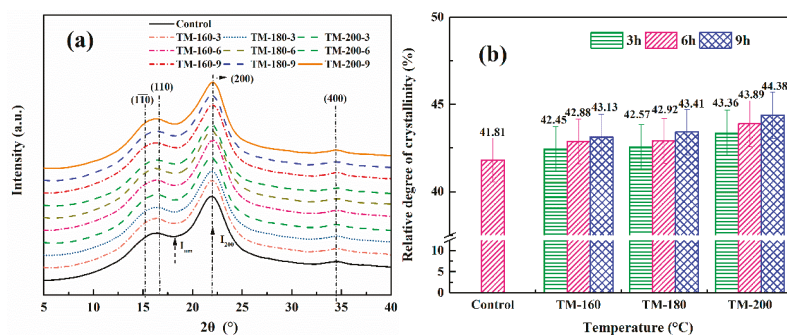 (a)
Control
TM-160-3 TM-180-3 TM-200-3
TM-160-6 TM-180-6 TM-200-6
TM-160-9 TM-180-9 TM-200-9
(11̅0)
(110)
(200)
(400)
I_am
I_200
Intensity (a.u.)
5 10 15 20 25 30 35 40
2θ (°)
(b)
3h 6h 9h
50
45
40
10
5
0
Relative degree of crystallinity (%)
41.81
42.45 42.88 43.13
42.57 42.92 43.41
43.36 43.89 44.38
Control TM-160 TM-180 TM-200
Temperature (°C)